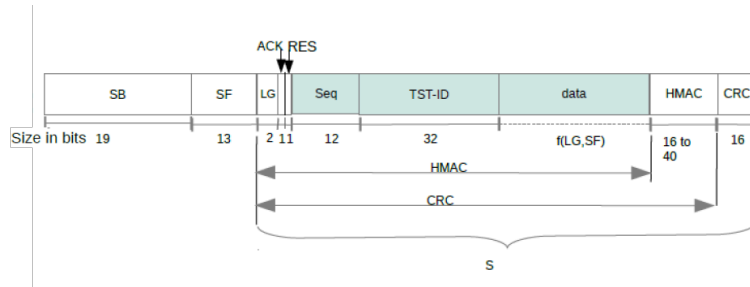 ACK RES
SB SF LG Seq TST-ID data HMAC CRC
Size in bits 19 13 2 1 1 12 32 f(LG,SF) 16 to 40 16
HMAC
CRC
S